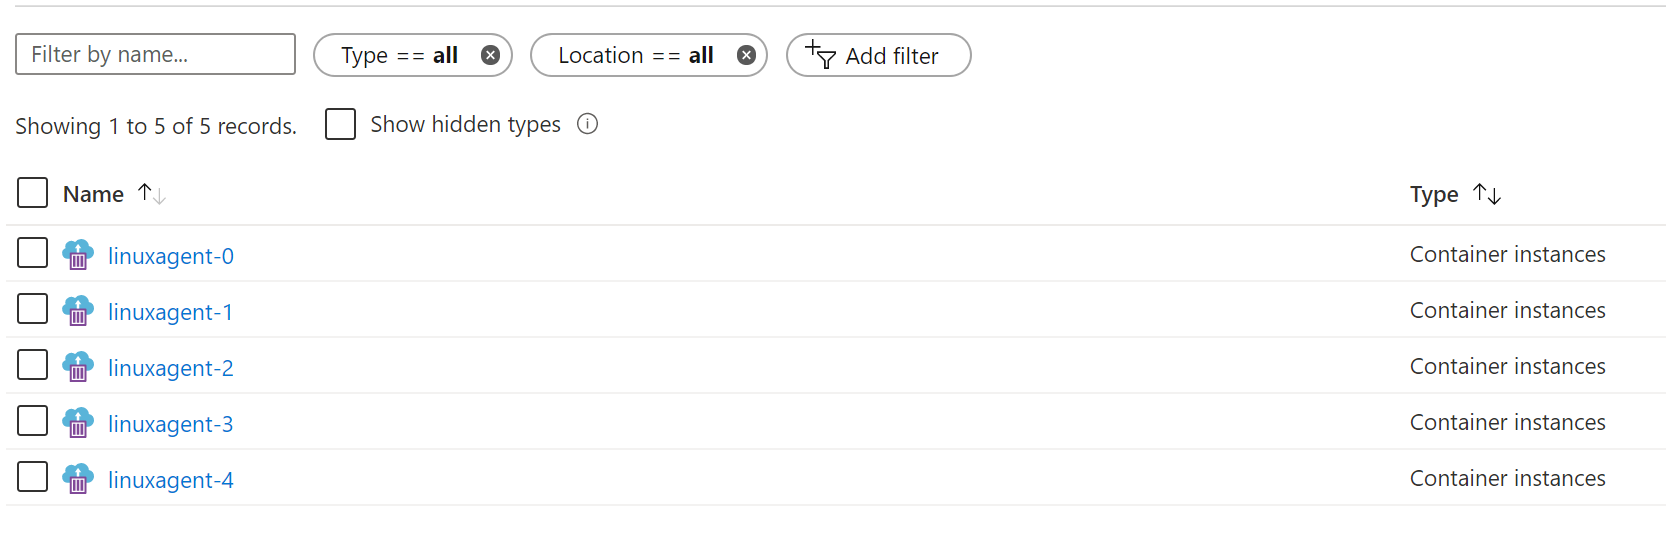 Filter by name... Type == all Location == all Add filter
Showing 1 to 5 of 5 records. Show hidden types
Name Type
linuxagent-0 Container instances
linuxagent-1 Container instances
linuxagent-2 Container instances
linuxagent-3 Container instances
linuxagent-4 Container instances